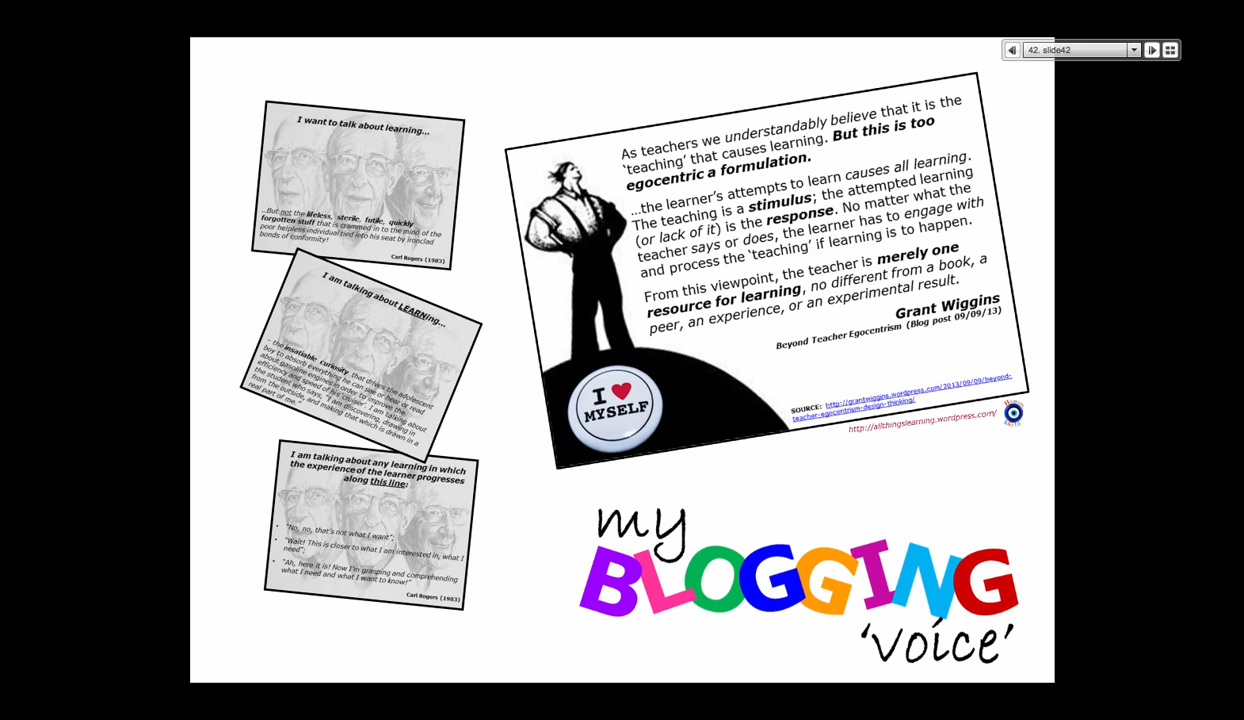 42. slide42
I want to talk about learning...
...But not the lifeless, sterile, futile, quickly
forgotten stuff that is crammed in to the mind of the
poor helpless individual tied into his seat by ironclad
bonds of conformity!
Carl Rogers (1983)
I am talking about LEARNing...
– the insatiable curiosity that drives the adolescent
boy to absorb everything he can see or hear or read
about gasoline engines in order to improve the
efficiency and speed of his 'cruiser'. I am talking about
the student who says, "I am discovering, drawing in
from the outside, and making that which is drawn in a
real part of me."
I am talking about any learning in which
the experience of the learner progresses
along this line:
• "No, no, that's not what I want";
• "Wait! This is closer to what I am interested in, what I
need";
• "Ah, here it is! Now I'm grasping and comprehending
what I need and what I want to know!"
Carl Rogers (1983)
As teachers we understandably believe that it is the
'teaching' that causes learning. But this is too
egocentric a formulation.
...the learner's attempts to learn causes all learning.
The teaching is a stimulus; the attempted learning
(or lack of it) is the response. No matter what the
teacher says or does, the learner has to engage with
and process the 'teaching' if learning is to happen.
From this viewpoint, the teacher is merely one
resource for learning, no different from a book, a
peer, an experience, or an experimental result.
Grant Wiggins
Beyond Teacher Egocentrism (Blog post 09/09/13)
I
MYSELF
SOURCE: http://grantwiggins.wordpress.com/2013/09/09/beyond-
teacher-egocentrism-design-thinking/
http://allthingslearning.wordpress.com/
my
BLOGGING
'voice'